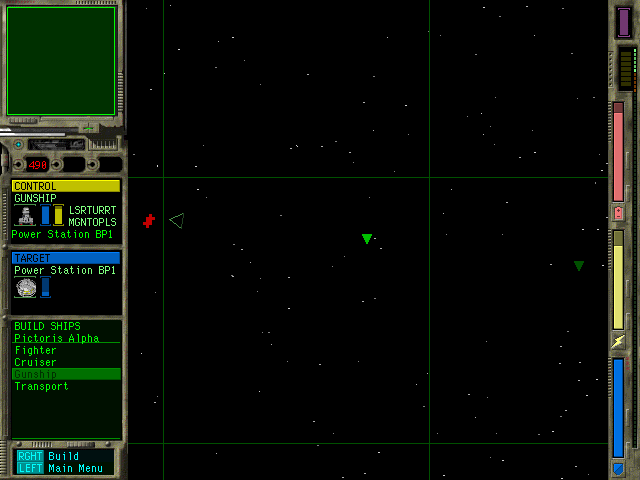 490
CONTROL
GUNSHIP
LSRTURRT
MGNTOPLS
Power Station BP1
TARGET
Power Station BP1
BUILD SHIPS
Pictoris Alpha
Fighter
Cruiser
Gunship
Transport
RGHT Build
LEFT Main Menu